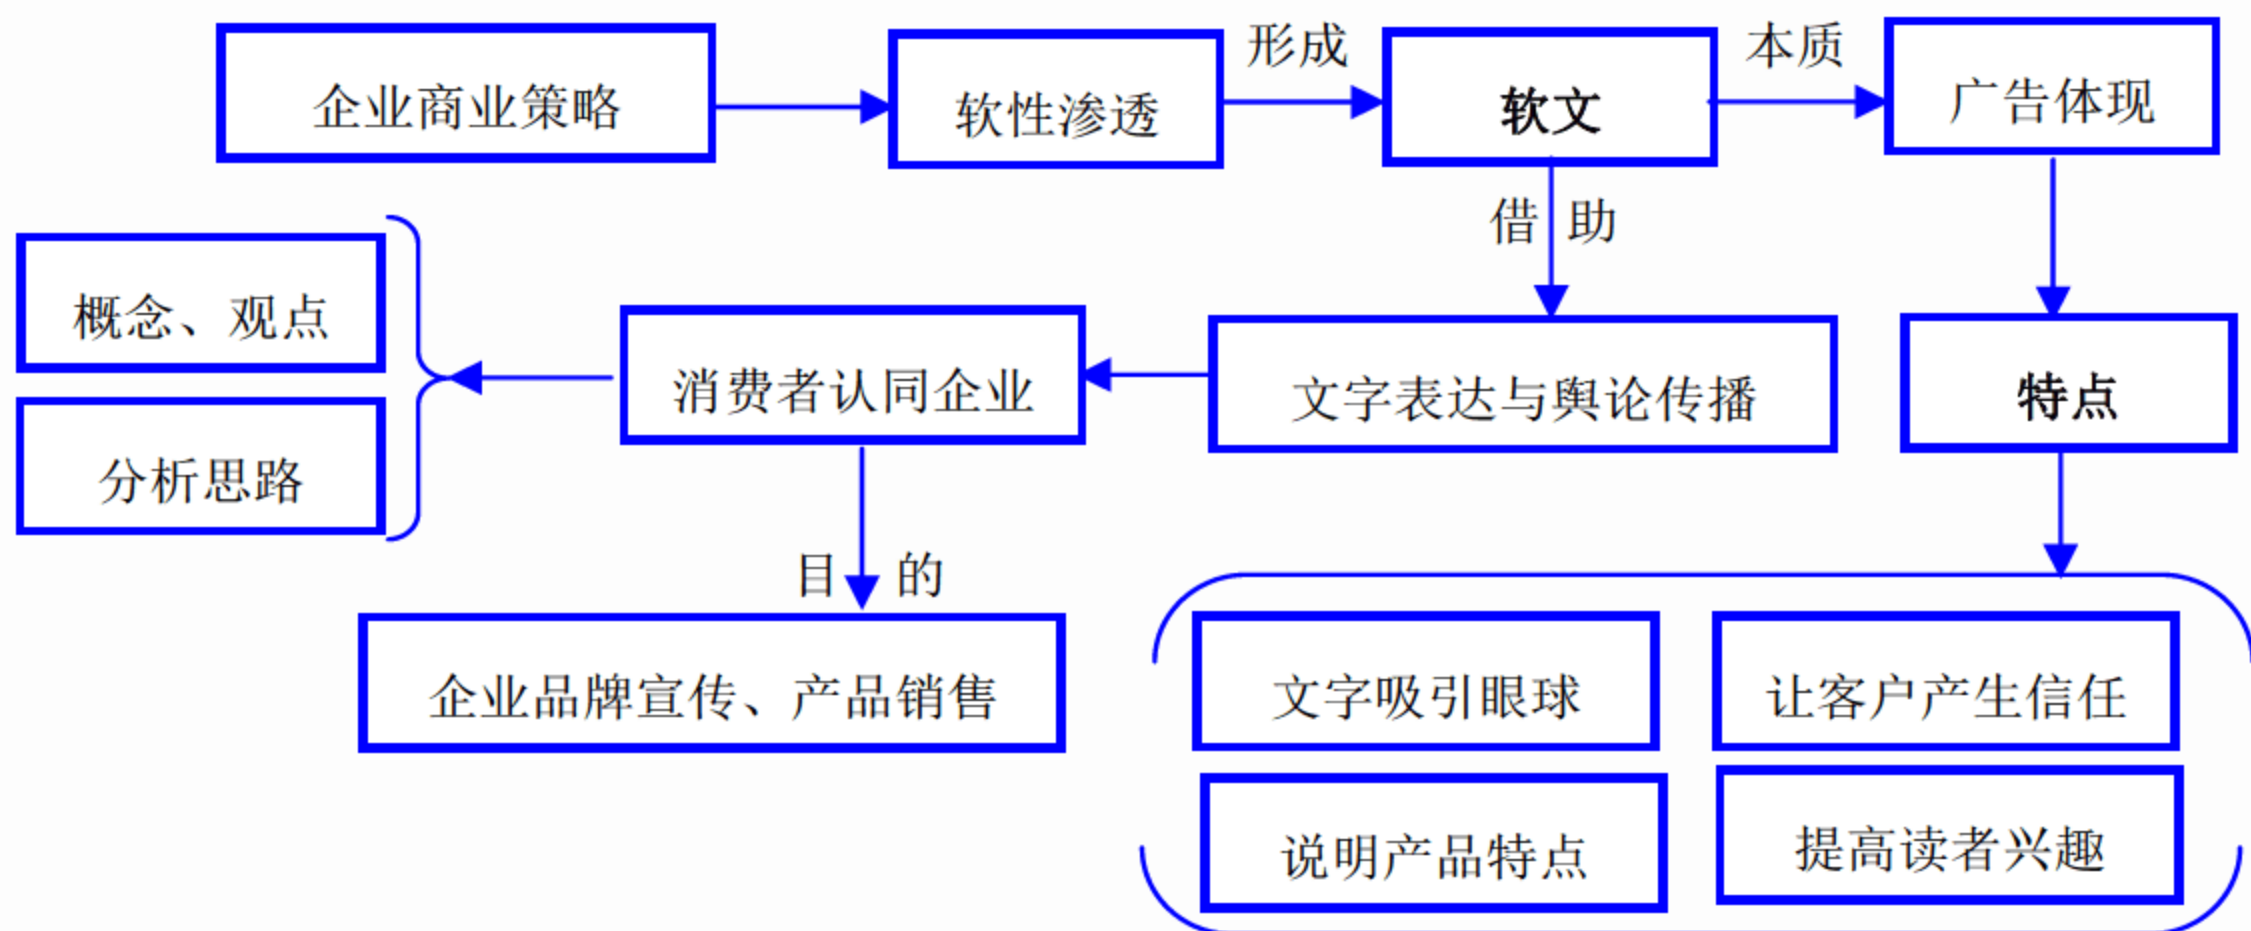 企业商业策略
软性渗透
形成
软文
本质
广告体现
借助
概念、观点
分析思路
消费者认同企业
文字表达与舆论传播
特点
目的
企业品牌宣传、产品销售
文字吸引眼球
让客户产生信任
说明产品特点
提高读者兴趣